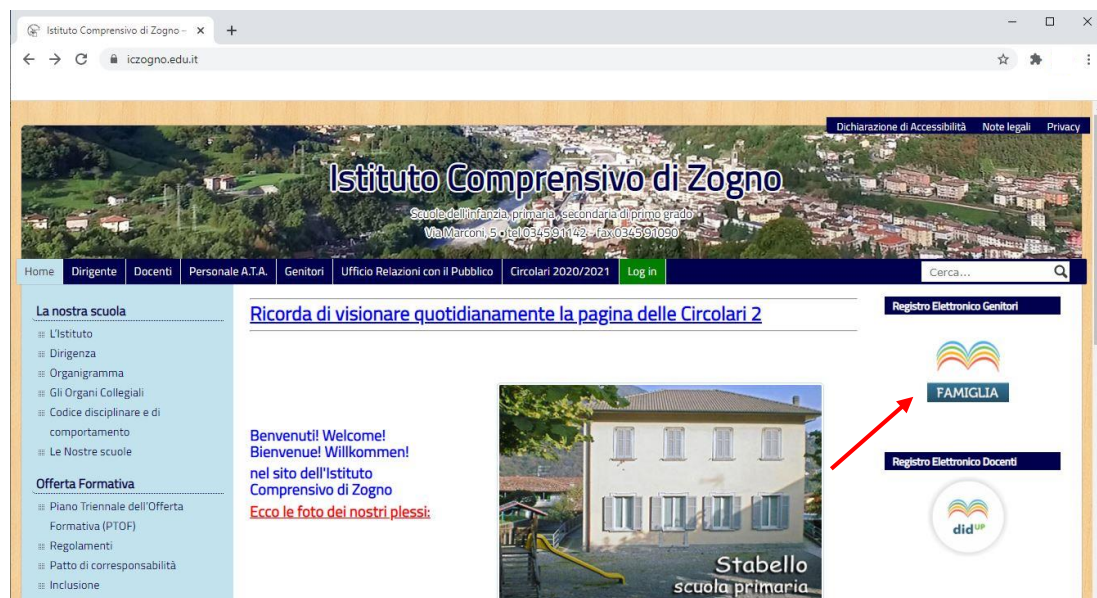 Istituto Comprensivo di Zogno -
iczogno.edu.it
Dichiarazione di Accessibilità Note legali Privacy
Istituto Comprensivo di Zogno
Scuole dell'infanzia, primaria, secondaria di primo grado
Via Marconi, 5 • tel 0345 91142 - fax 0345 91090
Home Dirigente Docenti Personale A.T.A. Genitori Ufficio Relazioni con il Pubblico Circolari 2020/2021 Log in
Cerca...
La nostra scuola
L'Istituto
Dirigenza
Organigramma
Gli Organi Collegiali
Codice disciplinare e di
comportamento
Le Nostre scuole
Offerta Formativa
Piano Triennale dell'Offerta
Formativa (PTOF)
Regolamenti
Patto di corresponsabilità
Inclusione
Ricorda di visionare quotidianamente la pagina delle Circolari 2
Benvenuti! Welcome!
Bienvenue! Willkommen!
nel sito dell'Istituto
Comprensivo di Zogno
Ecco le foto dei nostri plessi:
Stabello
scuola primaria
Registro Elettronico Genitori
FAMIGLIA
Registro Elettronico Docenti
did UP